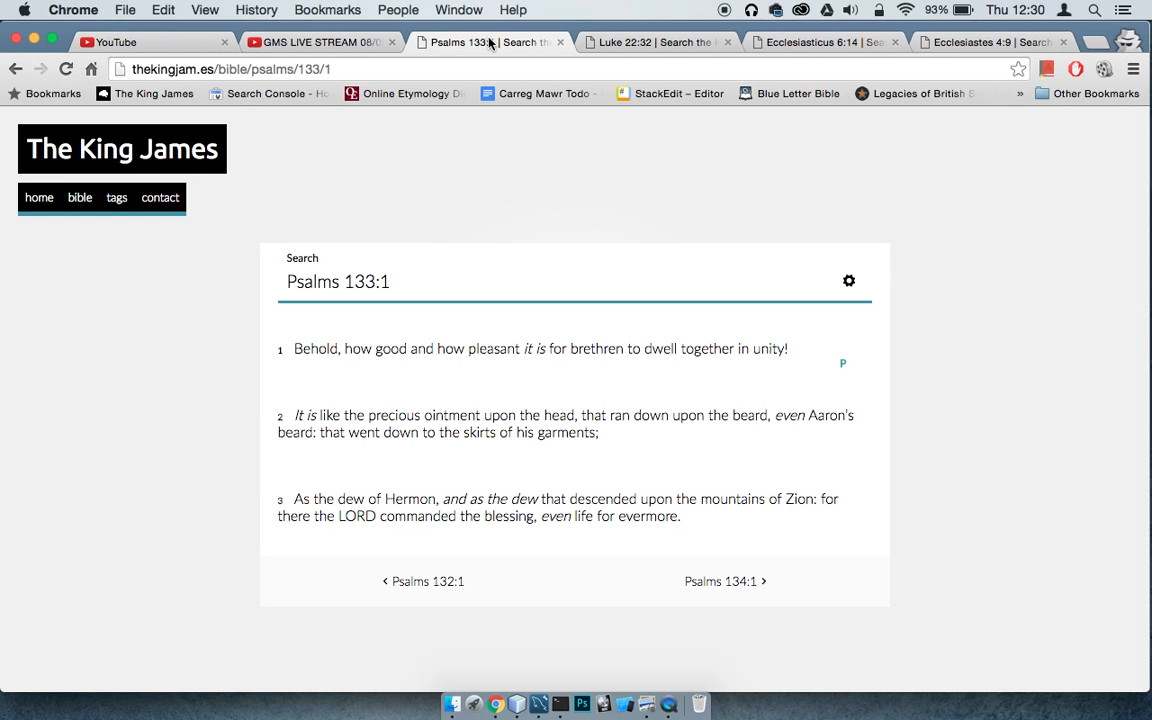 Chrome File Edit View History Bookmarks People Window Help 93% Thu 12:30
YouTube GMS LIVE STREAM 08/0 Psalms 133:1 | Search the Luke 22:32 | Search the Ecclesiasticus 6:14 | Sea Ecclesiastes 4:9 | Search
thekingjam.es/bible/psalms/133/1
Bookmarks The King James Search Console - Ho Online Etymology Di Carreg Mawr Todo - StackEdit – Editor Blue Letter Bible Legacies of British S » Other Bookmarks
The King James
home bible tags contact
Search
Psalms 133:1
1 Behold, how good and how pleasant it is for brethren to dwell together in unity!
P
2 It is like the precious ointment upon the head, that ran down upon the beard, even Aaron's
beard: that went down to the skirts of his garments;
3 As the dew of Hermon, and as the dew that descended upon the mountains of Zion: for
there the LORD commanded the blessing, even life for evermore.
< Psalms 132:1 Psalms 134:1 >
Ps